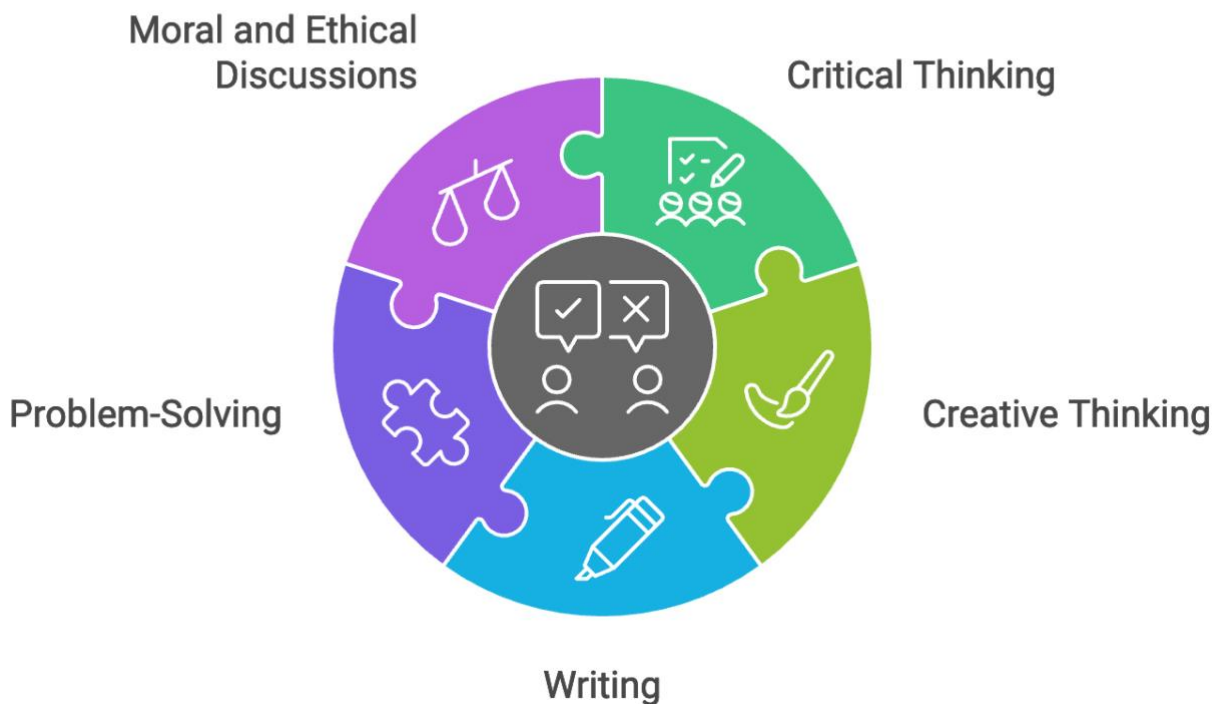 Moral and Ethical
Discussions
Critical Thinking
Problem-Solving
Creative Thinking
Writing